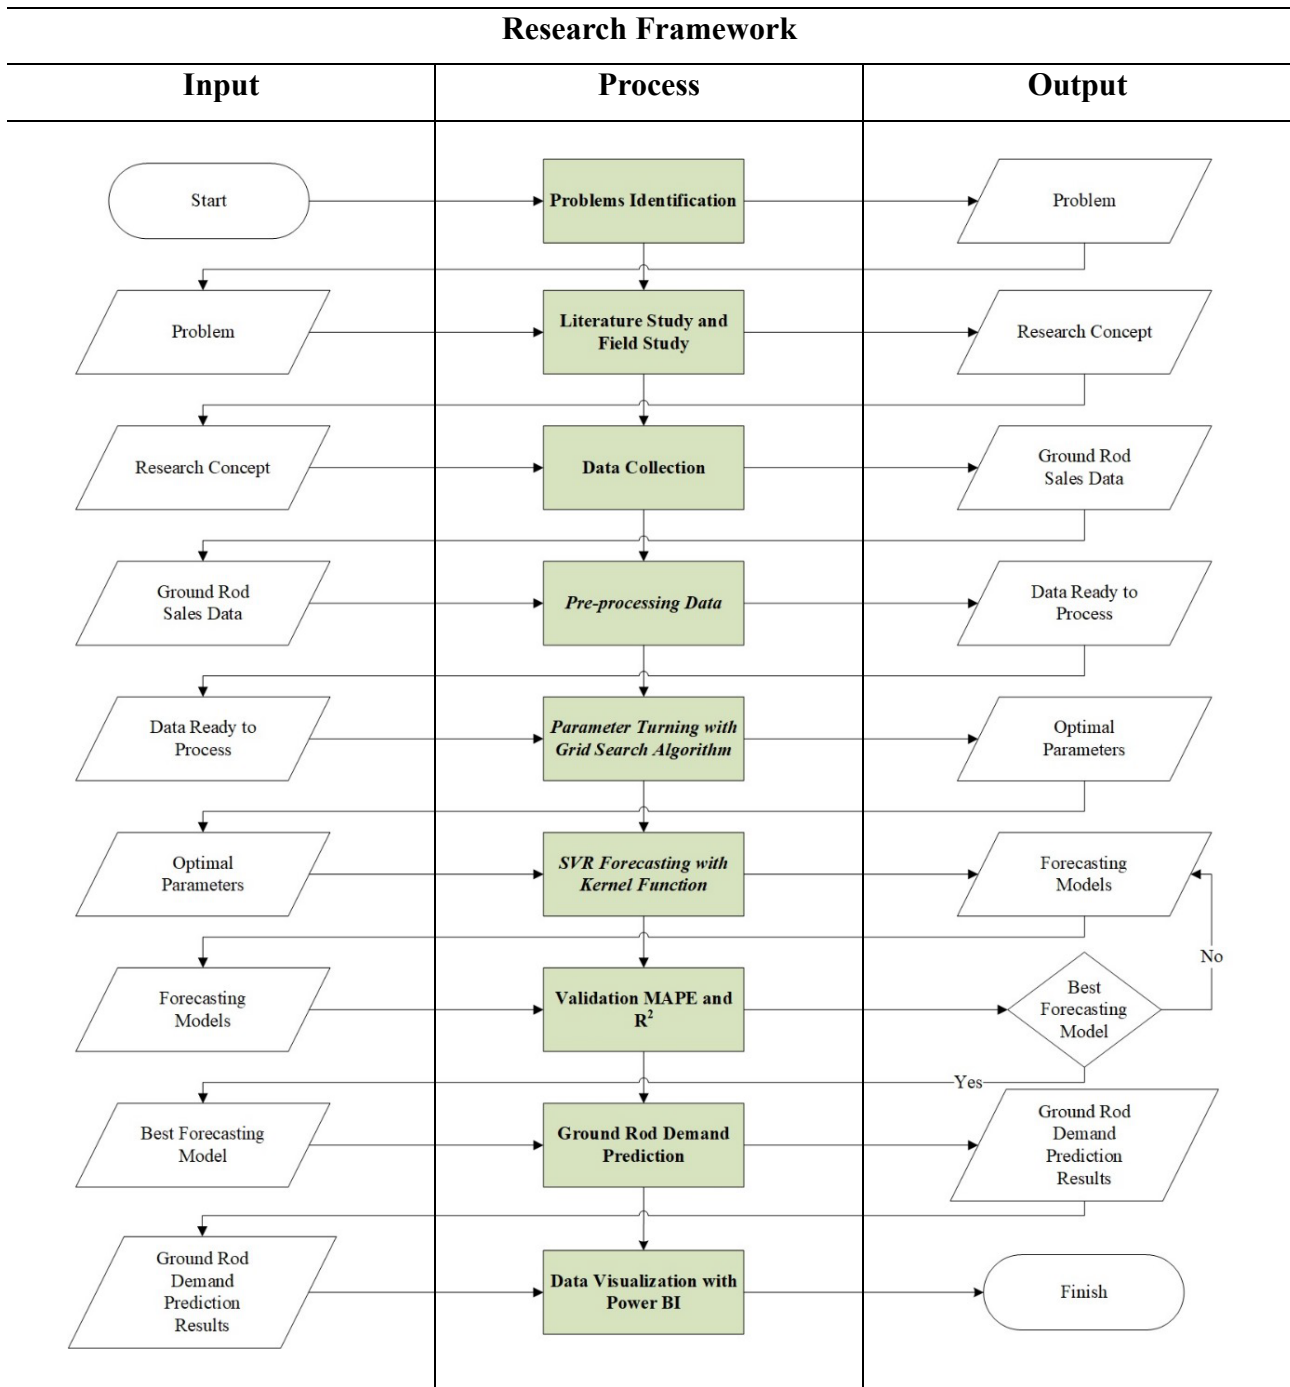 Research Framework
Input
Process
Output
Start
Problems Identification
Problem
Problem
Literature Study and
Field Study
Research Concept
Research Concept
Data Collection
Ground Rod
Sales Data
Ground Rod
Sales Data
Pre-processing Data
Data Ready to
Process
Data Ready to
Process
Parameter Turning with
Grid Search Algorithm
Optimal
Parameters
Optimal
Parameters
SVR Forecasting with
Kernel Function
Forecasting
Models
No
Forecasting
Models
Validation MAPE and
R²
Best
Forecasting
Model
Yes
Best Forecasting
Model
Ground Rod Demand
Prediction
Ground Rod
Demand
Prediction
Results
Ground Rod
Demand
Prediction
Results
Data Visualization with
Power BI
Finish